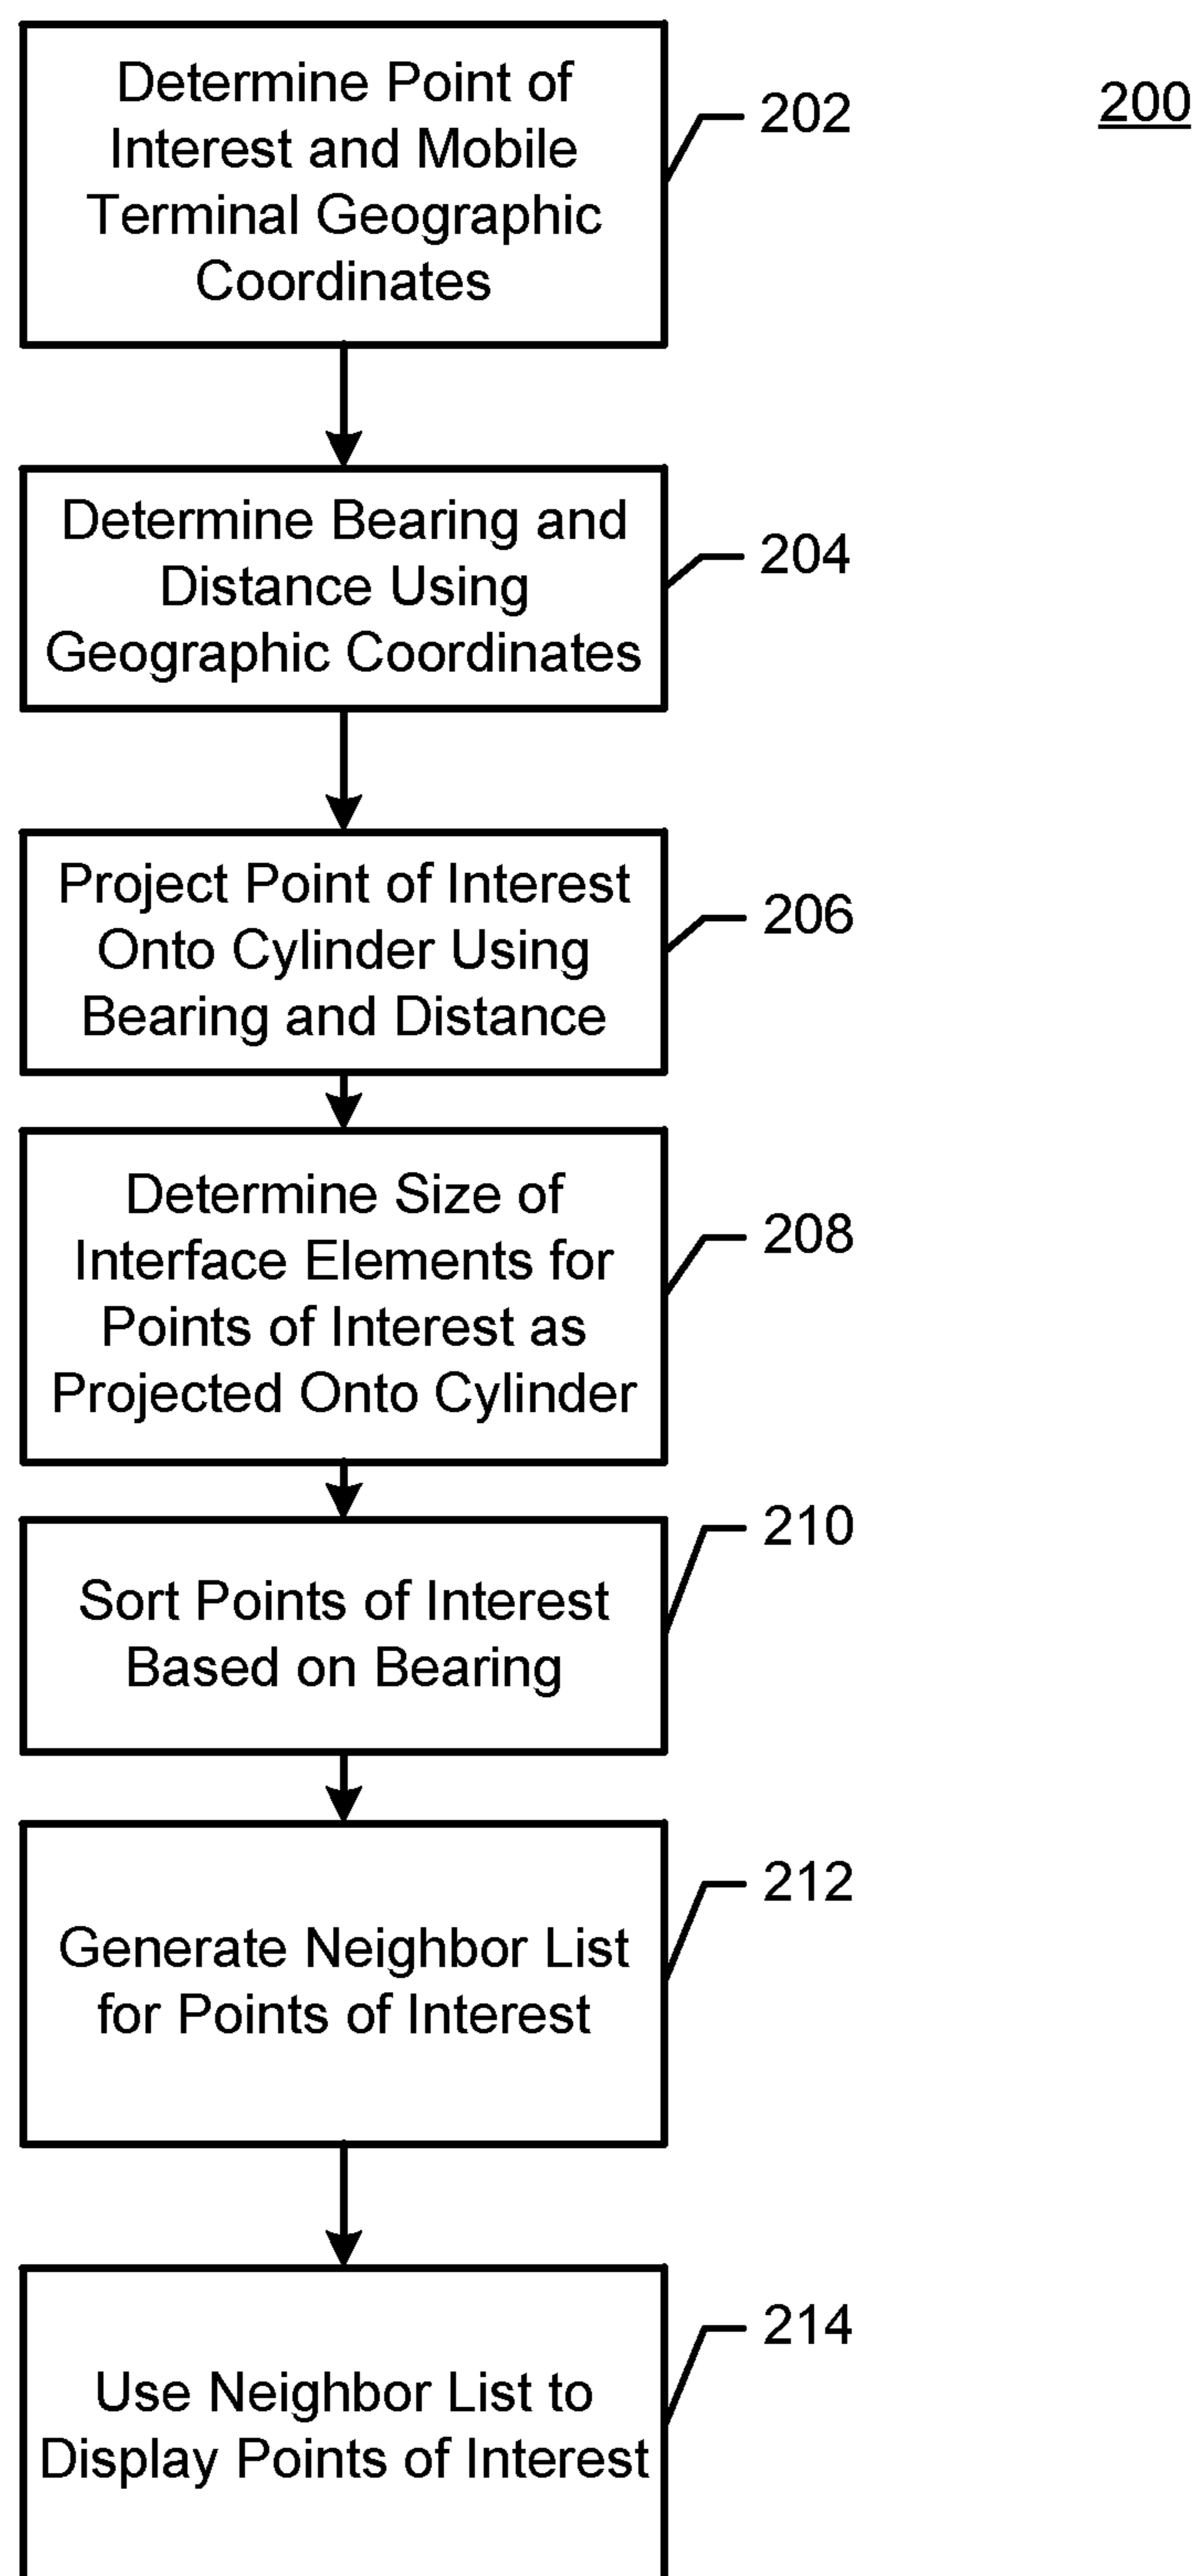 200
Determine Point of
Interest and Mobile
Terminal Geographic
Coordinates
202
Determine Bearing and
Distance Using
Geographic Coordinates
204
Project Point of Interest
Onto Cylinder Using
Bearing and Distance
206
Determine Size of
Interface Elements for
Points of Interest as
Projected Onto Cylinder
208
Sort Points of Interest
Based on Bearing
210
Generate Neighbor List
for Points of Interest
212
Use Neighbor List to
Display Points of Interest
214